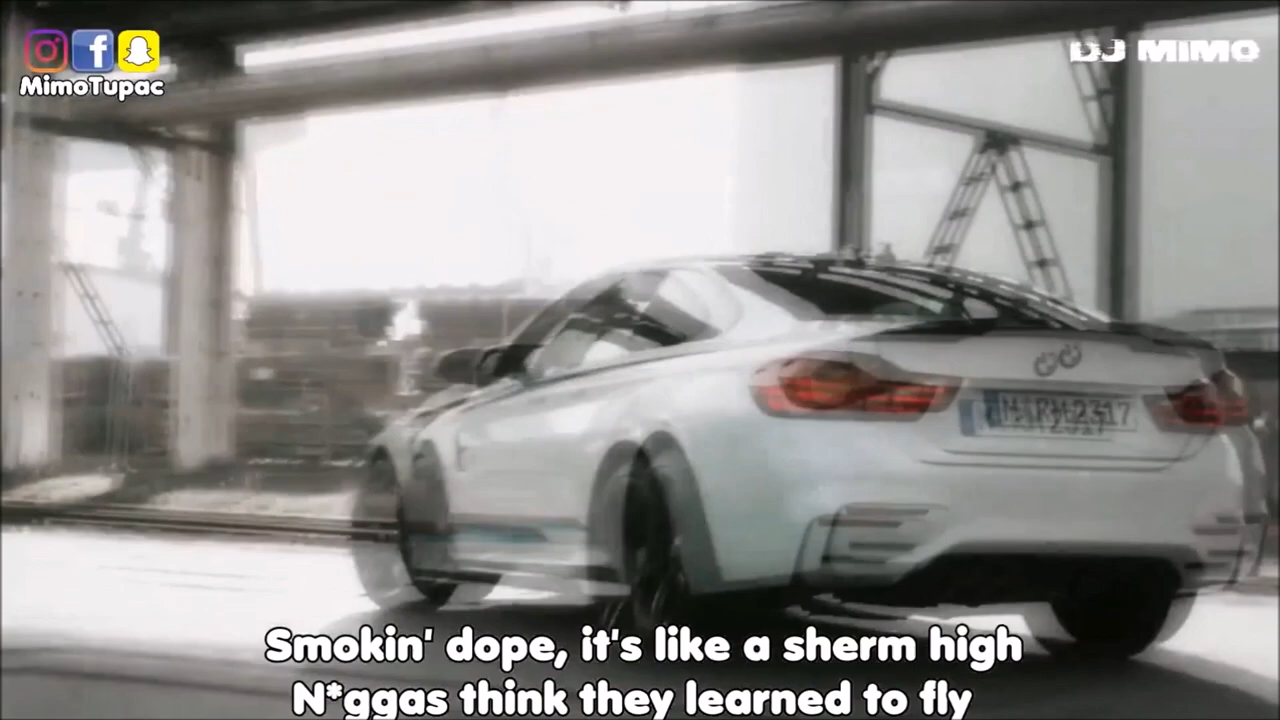 MimoTupac
DJ MIMO
Smokin' dope, it's like a sherm high
N*ggas think they learned to fly